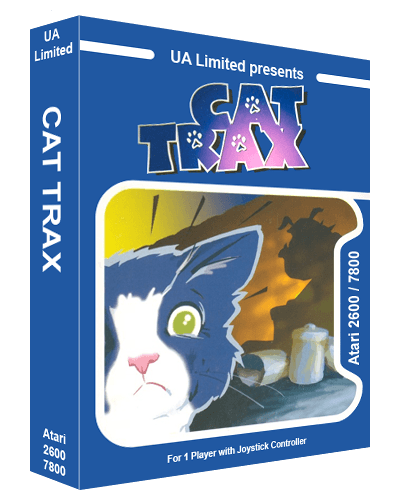 UA
Limited
CAT TRAX
Atari
2600
7800
UA Limited presents
CAT
TRAX
Atari 2600 / 7800
For 1 Player with Joystick Controller